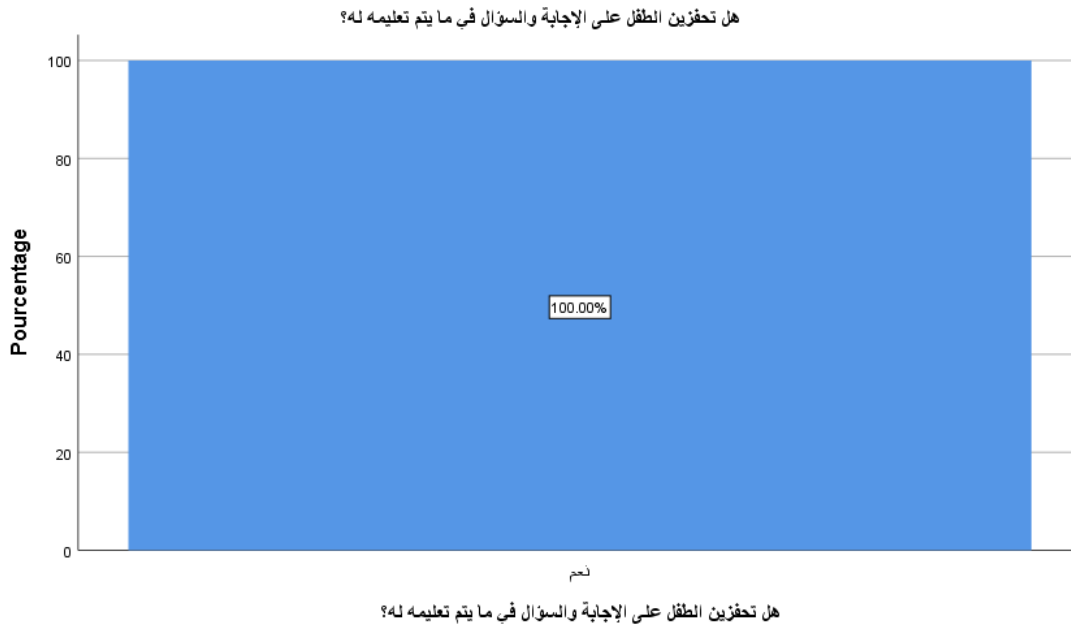 هل تحفزين الطفل على الإجابة والسؤال في ما يتم تعليمه له؟
100
80
60
40
20
0
Pourcentage
100.00%
نعم
هل تحفزين الطفل على الإجابة والسؤال في ما يتم تعليمه له؟